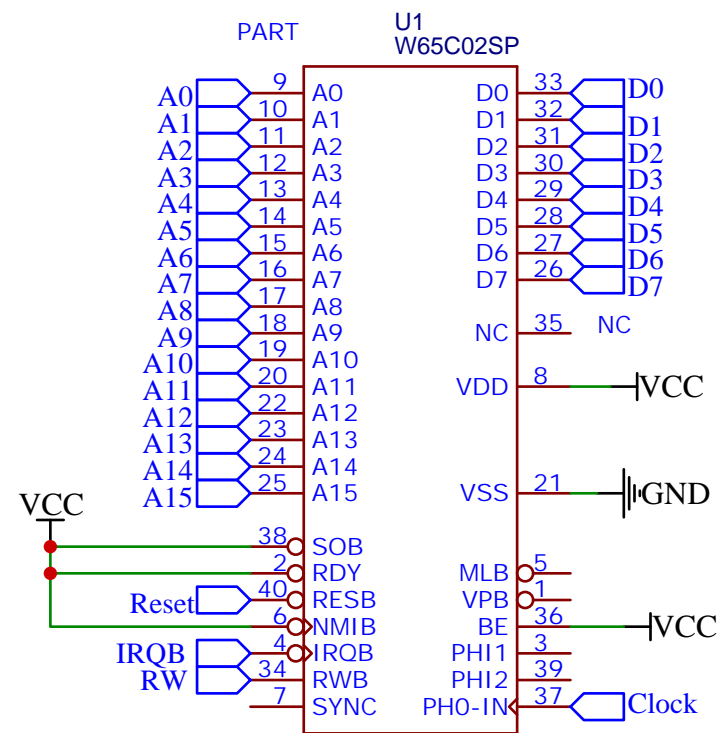 PART
U1
W65C02SP
A0 9 A0 D0 33 D0
A1 10 A1 D1 32 D1
A2 11 A2 D2 31 D2
A3 12 A3 D3 30 D3
A4 13 A4 D4 29 D4
A5 14 A5 D5 28 D5
A6 15 A6 D6 27 D6
A7 16 A7 D7 26 D7
A8 17 A8
A9 18 A9 NC 35 NC
A10 19 A10
A11 20 A11 VDD 8 VCC
A12 22 A12
A13 23 A13
A14 24 A14
A15 25 A15 VSS 21 GND
VCC
38 SOB
2 RDY MLB 5
Reset 40 RESB VPB 1
6 NMIB BE 36 VCC
IRQB 4 IRQB PHI1 3
RW 34 RWB PHI2 39
7 SYNC PH0-IN 37 Clock